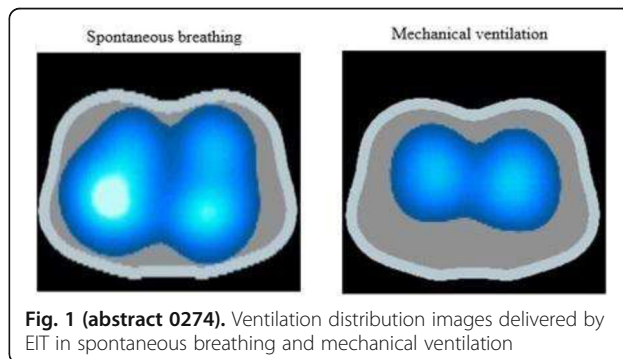 Spontaneous breathing
Mechanical ventilation
Fig. 1 (abstract 0274). Ventilation distribution images delivered by
EIT in spontaneous breathing and mechanical ventilation